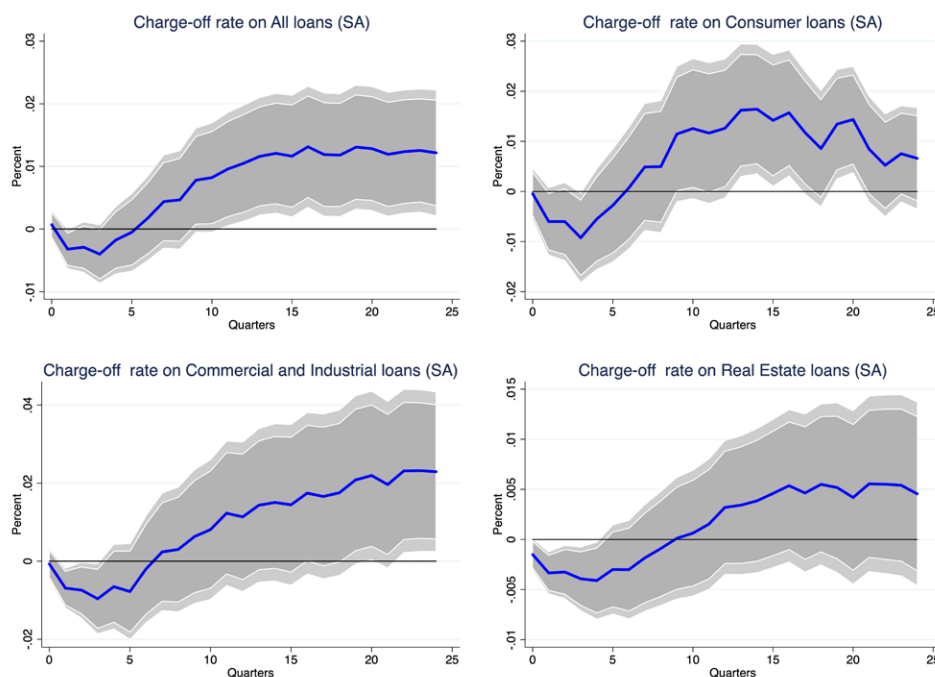 Charge-off rate on All loans (SA)
Percent
.03
.02
.01
0
-.01
0 5 10 15 20 25
Quarters
Charge-off rate on Consumer loans (SA)
Percent
.03
.02
.01
0
-.01
-.02
0 5 10 15 20 25
Quarters
Charge-off rate on Commercial and Industrial loans (SA)
Percent
.04
.02
0
-.02
0 5 10 15 20 25
Quarters
Charge-off rate on Real Estate loans (SA)
Percent
.015
.01
.005
0
-.005
-.01
0 5 10 15 20 25
Quarters